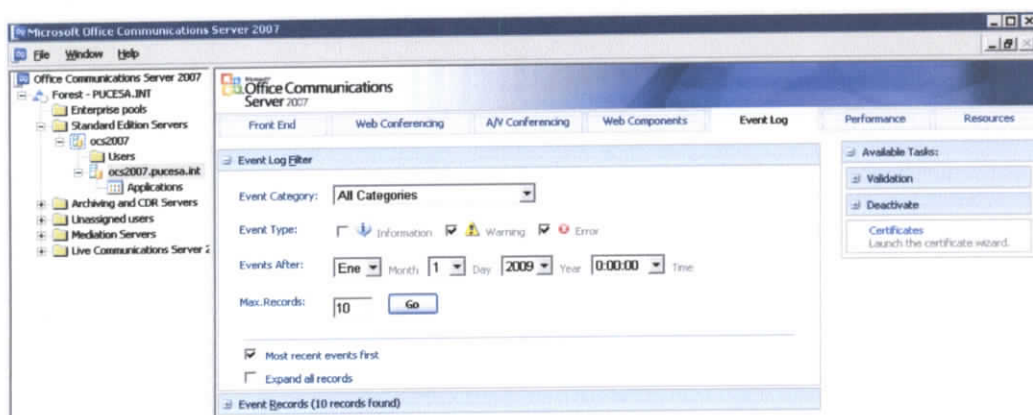 Microsoft Office Communications Server 2007
File Window Help
Office Communications Server 2007
Forest - PUCESA.INT
Enterprise pools
Standard Edition Servers
ocs2007
Users
ocs2007.pucesa.int
Applications
Archiving and CDR Servers
Unassigned users
Mediation Servers
Live Communications Server 2
Microsoft
Office Communications
Server 2007
Front End Web Conferencing A/V Conferencing Web Components Event Log Performance Resources
Event Log Filter
Event Category: All Categories
Event Type: Information Warning Error
Events After: Ene Month 1 Day 2009 Year 0:00:00 Time
Max.Records: 10 Go
Most recent events first
Expand all records
Event Records (10 records found)
Available Tasks:
Validation
Deactivate
Certificates
Launch the certificate wizard.